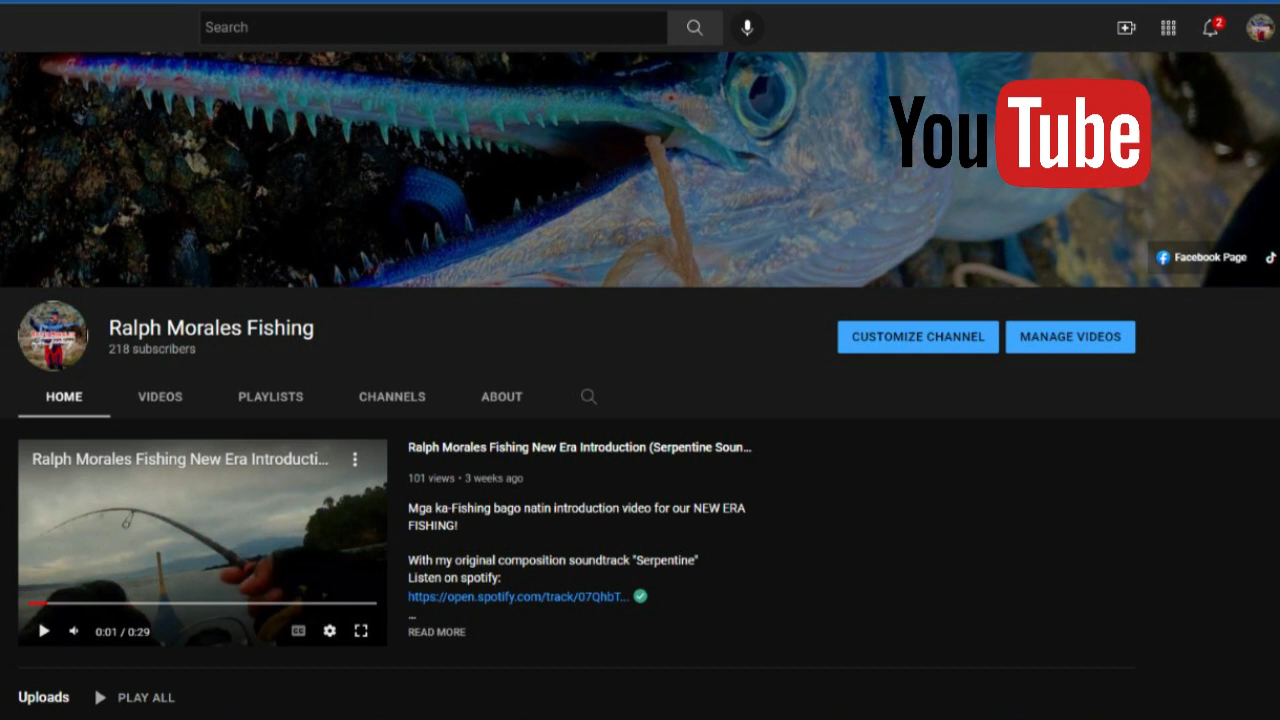 Search
2
YouTube
Facebook Page
Ralph Morales Fishing
218 subscribers
CUSTOMIZE CHANNEL
MANAGE VIDEOS
HOME
VIDEOS
PLAYLISTS
CHANNELS
ABOUT
Ralph Morales Fishing New Era Introducti...
0:01 / 0:29
CC
Ralph Morales Fishing New Era Introduction (Serpentine Soun...
101 views • 3 weeks ago
Mga ka-Fishing bago natin introduction video for our NEW ERA
FISHING!
With my original composition soundtrack "Serpentine"
Listen on spotify:
https://open.spotify.com/track/07QhbT...
...
READ MORE
Uploads
PLAY ALL